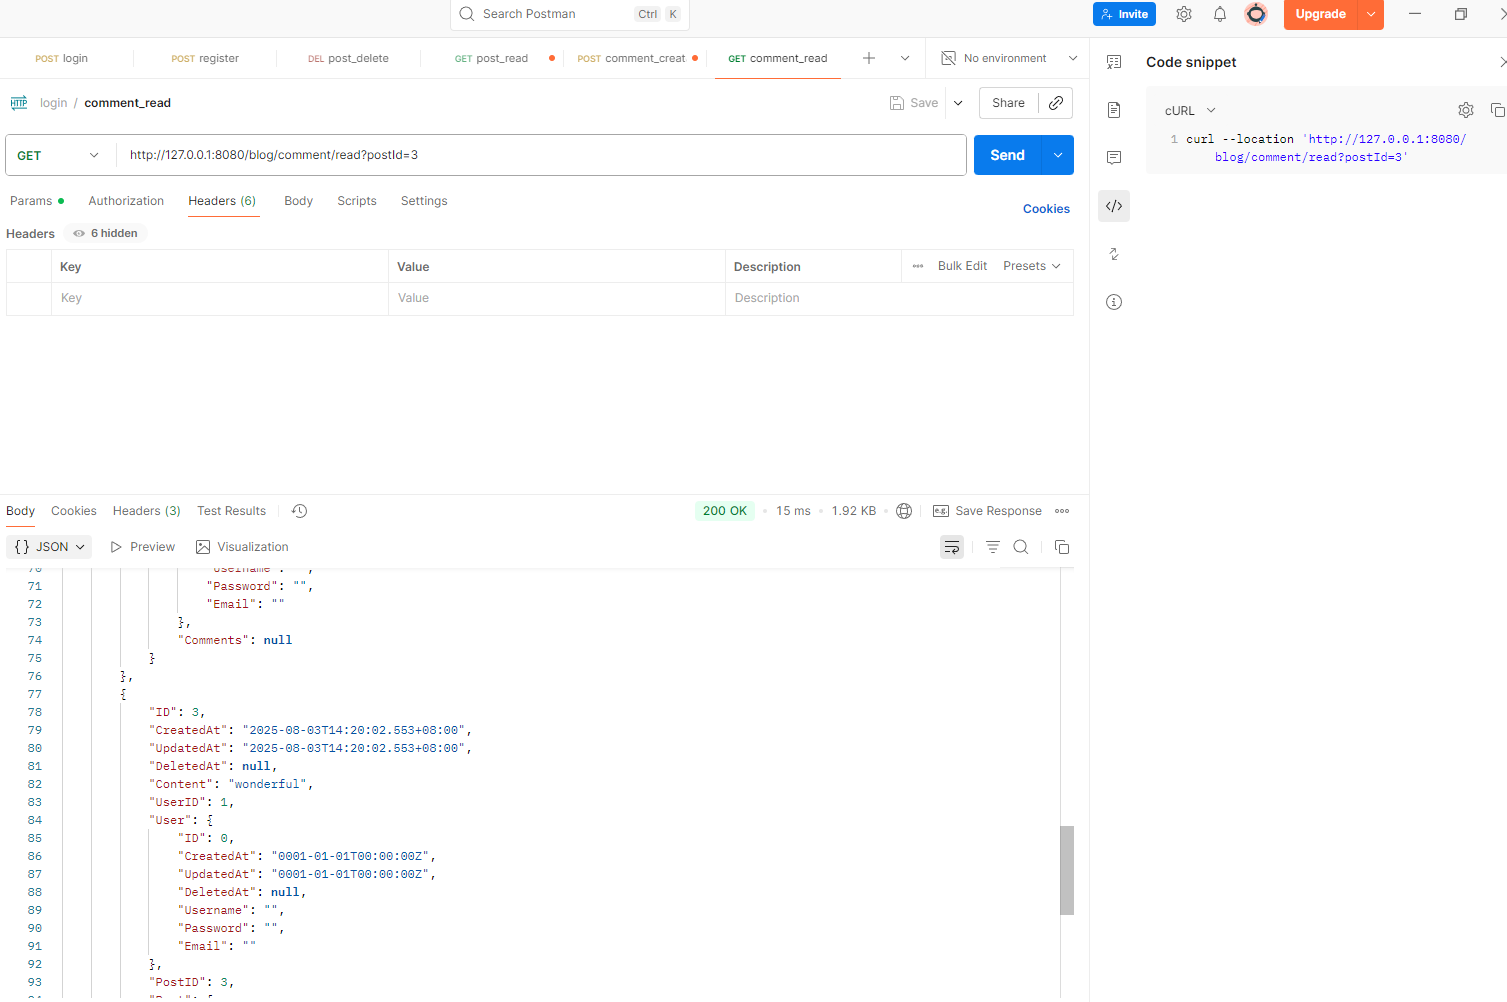 Search Postman Ctrl K Invite Upgrade
POST login POST register DEL post_delete GET post_read POST comment_creat GET comment_read No environment
Code snippet
HTTP login / comment_read Save Share
cURL
1 curl --location 'http://127.0.0.1:8080/
blog/comment/read?postId=3'
GET http://127.0.0.1:8080/blog/comment/read?postId=3 Send
Params Authorization Headers (6) Body Scripts Settings
Cookies
Headers 6 hidden
Key Value Description Bulk Edit Presets
Key Value Description
Body Cookies Headers (3) Test Results 200 OK 15 ms 1.92 KB e.g. Save Response
{} JSON Preview Visualization
70 "Username": "",
71 "Password": "",
72 "Email": ""
73 },
74 "Comments": null
75 }
76 },
77 {
78 "ID": 3,
79 "CreatedAt": "2025-08-03T14:20:02.553+08:00",
80 "UpdatedAt": "2025-08-03T14:20:02.553+08:00",
81 "DeletedAt": null,
82 "Content": "wonderful",
83 "UserID": 1,
84 "User": {
85 "ID": 0,
86 "CreatedAt": "0001-01-01T00:00:00Z",
87 "UpdatedAt": "0001-01-01T00:00:00Z",
88 "DeletedAt": null,
89 "Username": "",
90 "Password": "",
91 "Email": ""
92 },
93 "PostID": 3,
94 "Post": {